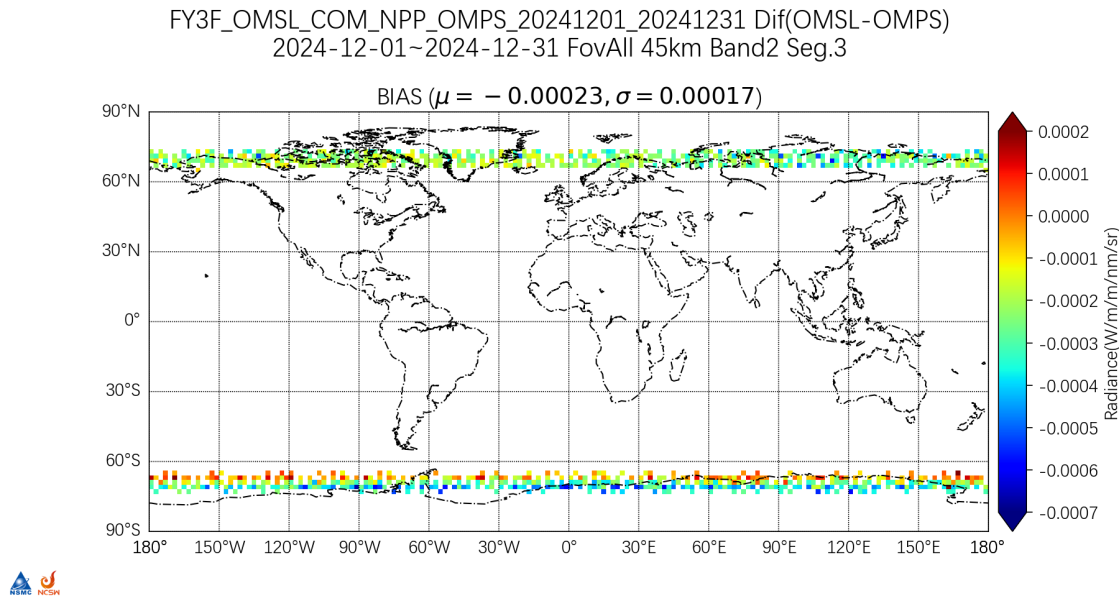 FY3F_OMSL_COM_NPP_OMPS_20241201_20241231 Dif(OMSL-OMPS)
2024-12-01~2024-12-31 FovAll 45km Band2 Seg.3
BIAS (μ = − 0.00023, σ = 0.00017)
90°N
60°N
30°N
0°
30°S
60°S
90°S
180° 150°W 120°W 90°W 60°W 30°W 0° 30°E 60°E 90°E 120°E 150°E 180°
0.0002
0.0001
0.0000
-0.0001
-0.0002
-0.0003
-0.0004
-0.0005
-0.0006
-0.0007
Radiance(W/m/m/nm/sr)
NSMC NCSW